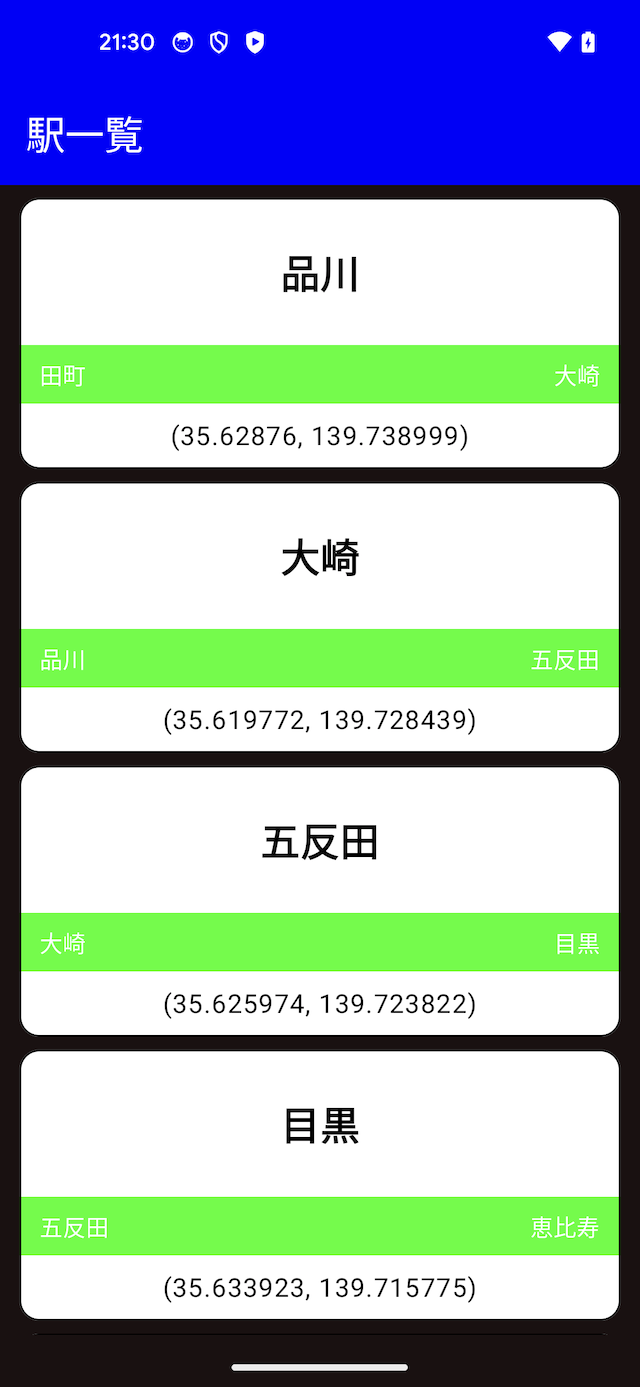 21:30
駅一覧
品川
田町 大崎
(35.62876, 139.738999)
大崎
品川 五反田
(35.619772, 139.728439)
五反田
大崎 目黒
(35.625974, 139.723822)
目黒
五反田 恵比寿
(35.633923, 139.715775)